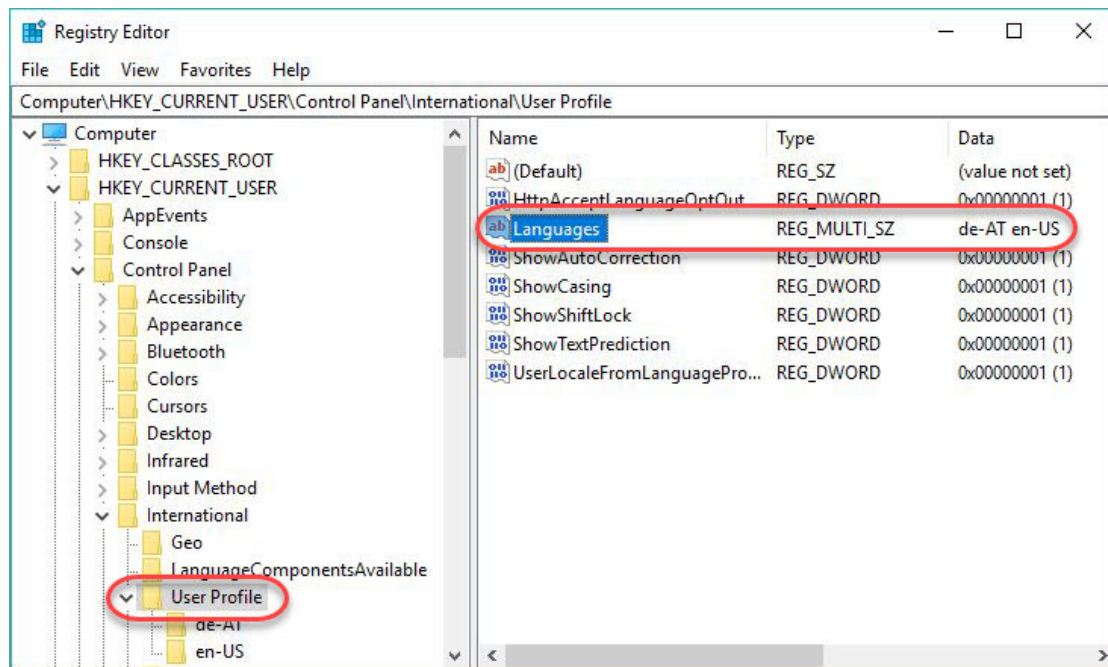 Registry Editor
File Edit View Favorites Help
Computer\HKEY_CURRENT_USER\Control Panel\International\User Profile
Computer
HKEY_CLASSES_ROOT
HKEY_CURRENT_USER
AppEvents
Console
Control Panel
Accessibility
Appearance
Bluetooth
Colors
Cursors
Desktop
Infrared
Input Method
International
Geo
LanguageComponentsAvailable
User Profile
de-AT
en-US
Name Type Data
(Default) REG_SZ (value not set)
HttpAcceptLanguageOptOut REG_DWORD 0x00000001 (1)
Languages REG_MULTI_SZ de-AT en-US
ShowAutoCorrection REG_DWORD 0x00000001 (1)
ShowCasing REG_DWORD 0x00000001 (1)
ShowShiftLock REG_DWORD 0x00000001 (1)
ShowTextPrediction REG_DWORD 0x00000001 (1)
UserLocaleFromLanguagePro... REG_DWORD 0x00000001 (1)